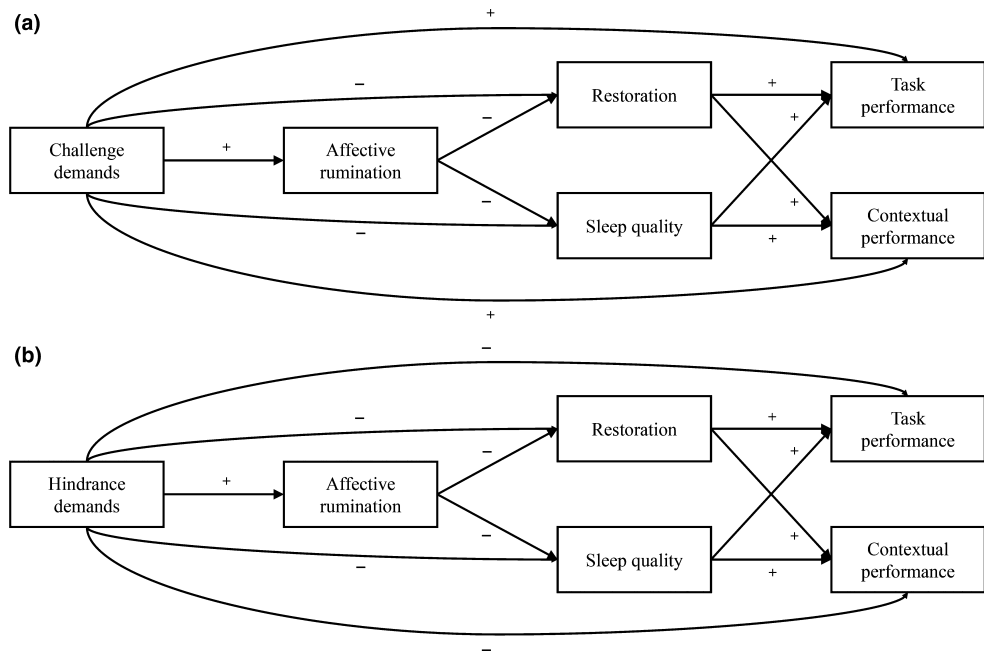 (a)
+
−
Restoration
+
Task
performance
−
+
Challenge
demands
+
Affective
rumination
−
+
−
Sleep quality
+
Contextual
performance
+
(b)
−
−
Restoration
+
Task
performance
−
+
Hindrance
demands
+
Affective
rumination
−
+
−
Sleep quality
+
Contextual
performance
−